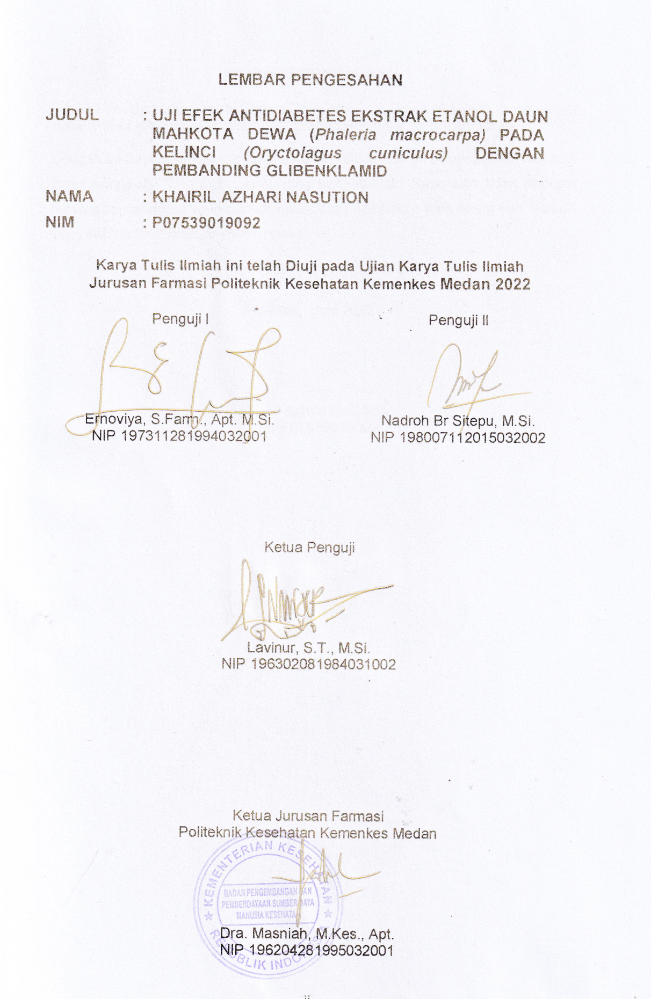 LEMBAR PENGESAHAN
JUDUL : UJI EFEK ANTIDIABETES EKSTRAK ETANOL DAUN
MAHKOTA DEWA (Phaleria macrocarpa) PADA
KELINCI (Oryctolagus cuniculus) DENGAN
PEMBANDING GLIBENKLAMID
NAMA : KHAIRIL AZHARI NASUTION
NIM : P07539019092
Karya Tulis Ilmiah ini telah Diuji pada Ujian Karya Tulis Ilmiah
Jurusan Farmasi Politeknik Kesehatan Kemenkes Medan 2022
Penguji I
Ernoviya, S.Farm., Apt. M.Si.
NIP 197311281994032001
Penguji II
Nadroh Br Sitepu, M.Si.
NIP 198007112015032002
Ketua Penguji
Lavinur, S.T., M.Si.
NIP 196302081984031002
Ketua Jurusan Farmasi
Politeknik Kesehatan Kemenkes Medan
KEMENTERIAN KESEHATAN
BADAN PENGEMBANGAN DAN
PEMBERDAYAAN SUMBER DAYA
MANUSIA KESEHATAN
REPUBLIK INDONESIA
Dra. Masniah, M.Kes., Apt.
NIP 196204281995032001